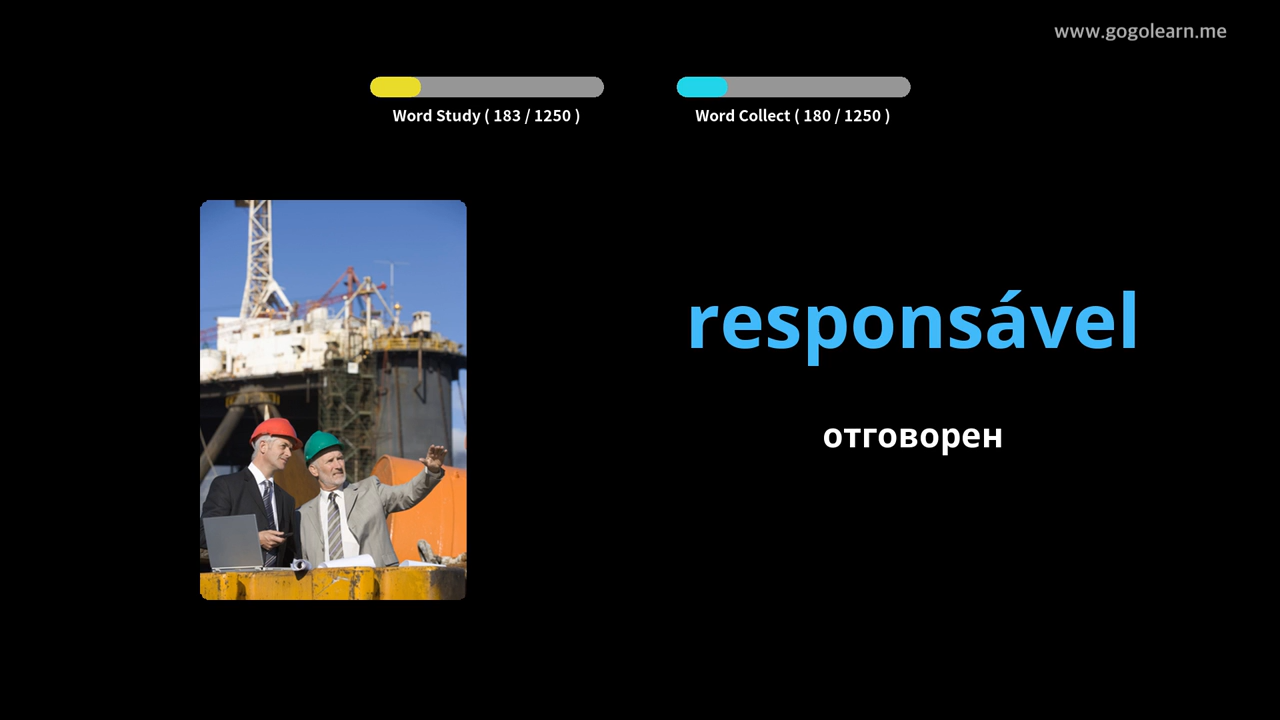 www.gogolearn.me
Word Study ( 183 / 1250 )
Word Collect ( 180 / 1250 )
responsável
отговорен